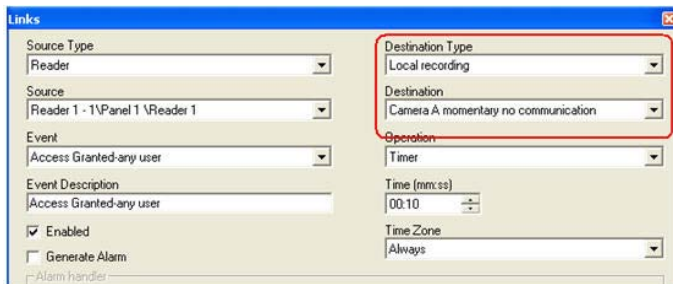 Links
Source Type
Reader
Source
Reader 1 - 1\Panel 1 \Reader 1
Event
Access Granted-any user
Event Description
Access Granted-any user
Enabled
Generate Alarm
Alarm handler
Destination Type
Local recording
Destination
Camera A momentary no communication
Operation
Timer
Time (mm:ss)
00:10
Time Zone
Always